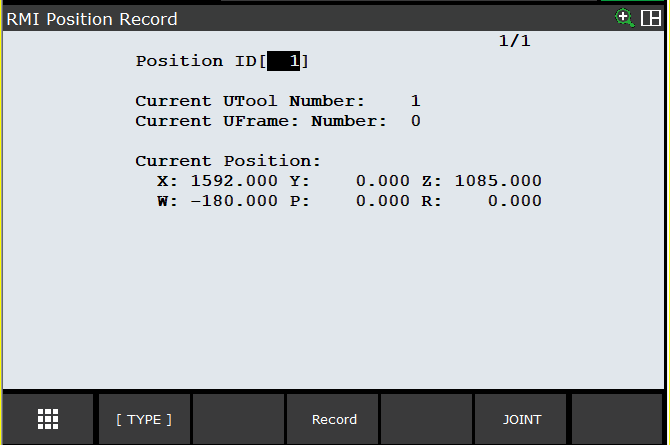 RMI Position Record
1/1
Position ID[ 1]
Current UTool Number: 1
Current UFrame: Number: 0
Current Position:
X: 1592.000 Y: 0.000 Z: 1085.000
W: -180.000 P: 0.000 R: 0.000
[ TYPE ] Record JOINT